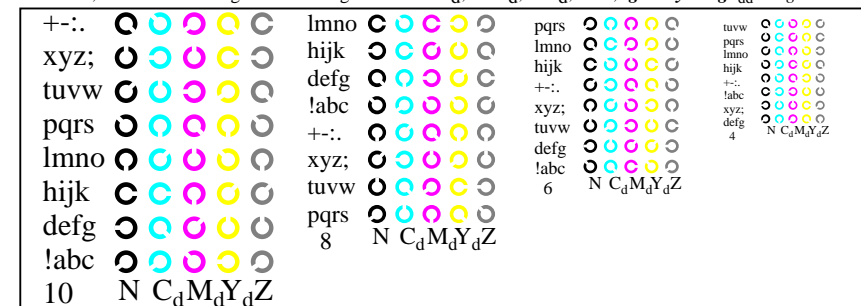 +-:.
xyz;
tuvw
pqrs
lmno
hijk
defg
!abc
10 N CdMdYdZ
lmno
hijk
defg
!abc
+-:.
xyz;
tuvw
pqrs
8 N CdMdYdZ
pqrs
lmno
hijk
+-:.
xyz;
tuvw
defg
!abc
6 N CdMdYdZ
tuvw
pqrs
lmno
hijk
+-:.
!abc
xyz;
defg
4 N CdMdYdZ